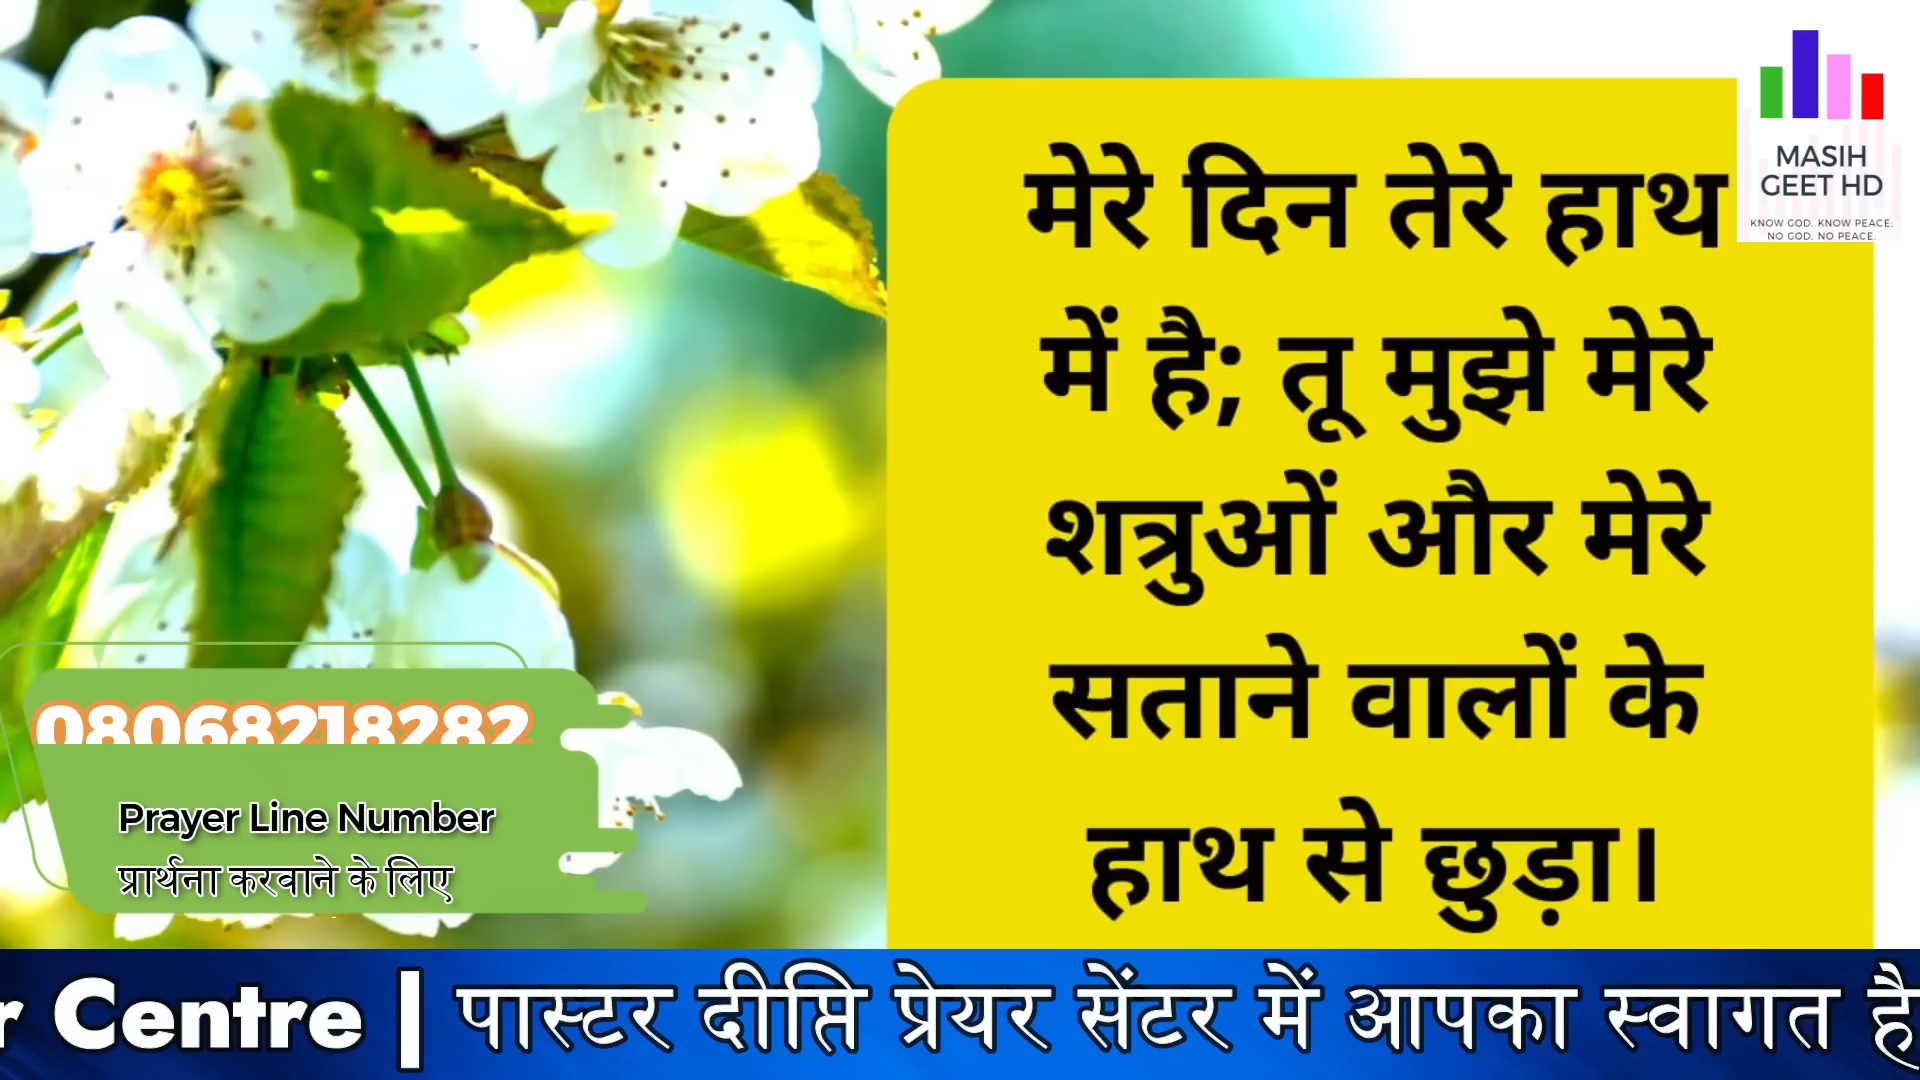 मेरे दिन तेरे हाथ
में है; तू मुझे मेरे
शत्रुओं और मेरे
सताने वालों के
हाथ से छुड़ा।
MASIH
GEET HD
KNOW GOD, KNOW PEACE:
NO GOD, NO PEACE.
08068218282
Prayer Line Number
प्रार्थना करवाने के लिए
r Centre | पास्टर दीप्ति प्रेयर सेंटर में आपका स्वागत है